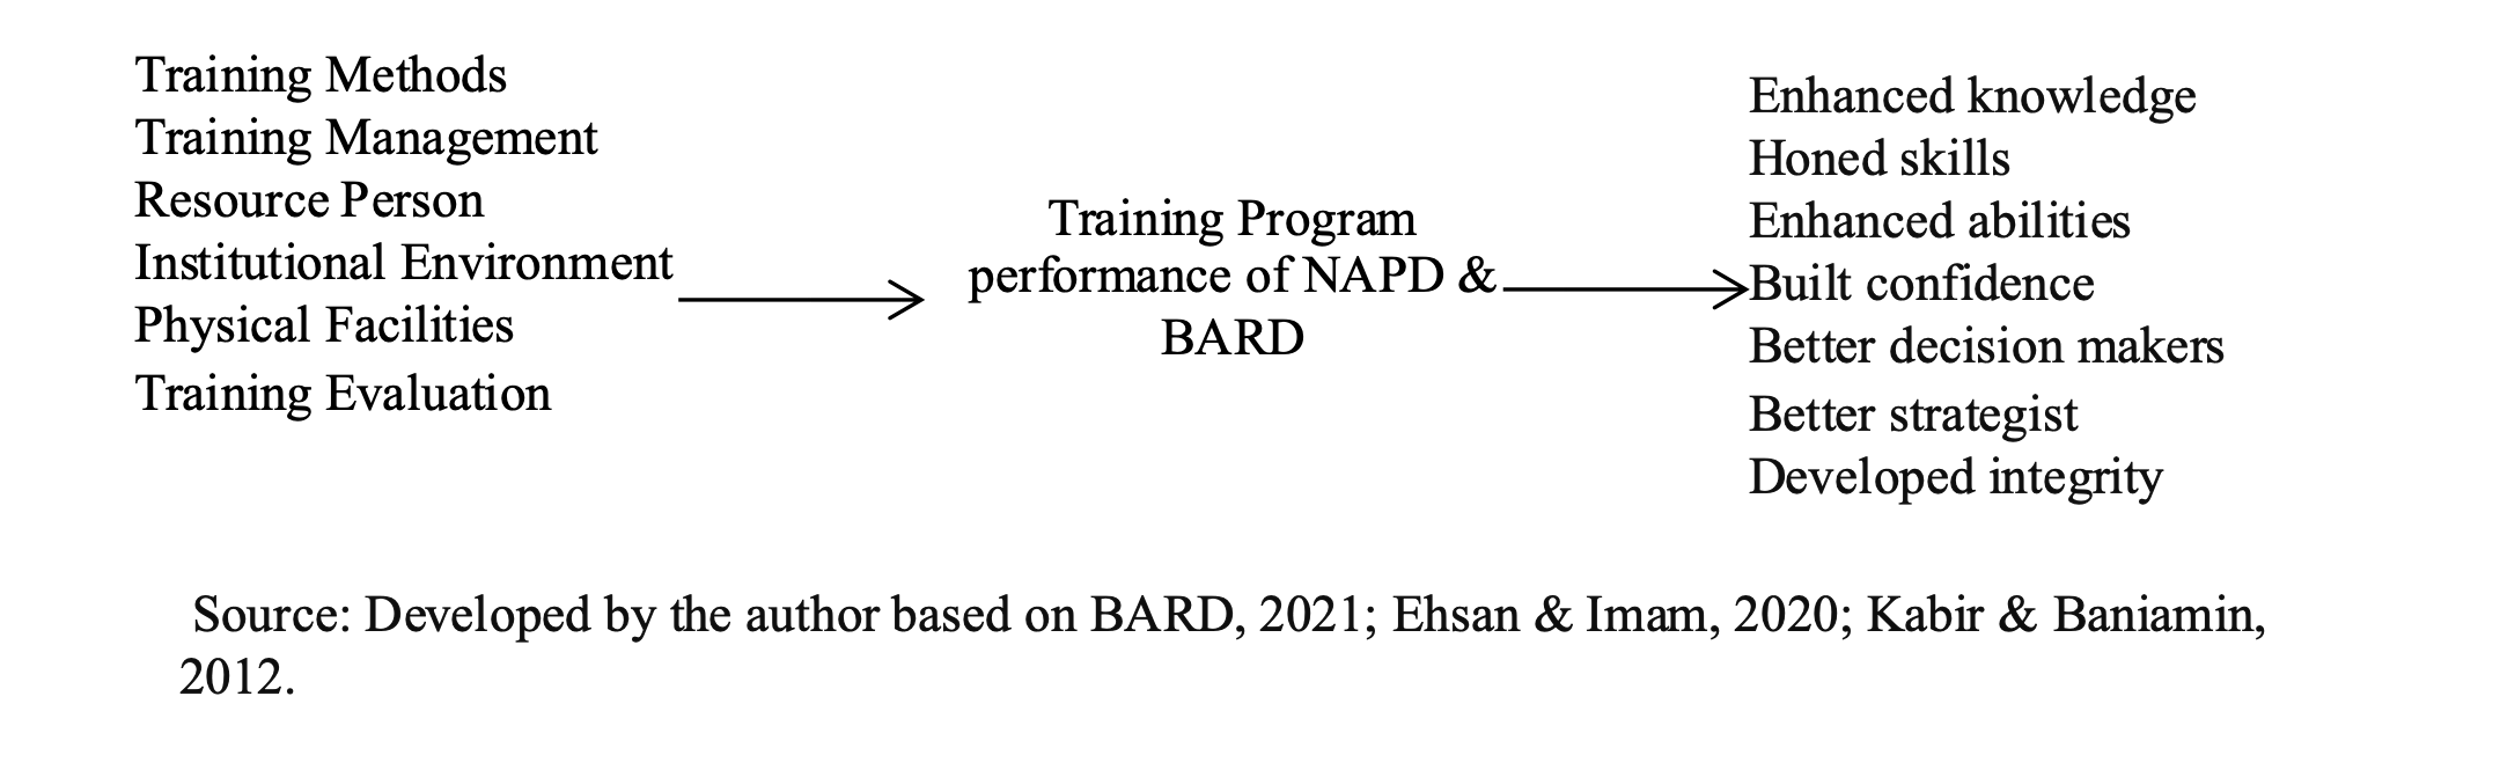 Training Methods
Training Management
Resource Person
Institutional Environment
Physical Facilities
Training Evaluation
Training Program
performance of NAPD &
BARD
Enhanced knowledge
Honed skills
Enhanced abilities
Built confidence
Better decision makers
Better strategist
Developed integrity
Source: Developed by the author based on BARD, 2021; Ehsan & Imam, 2020; Kabir & Baniamin,
2012.